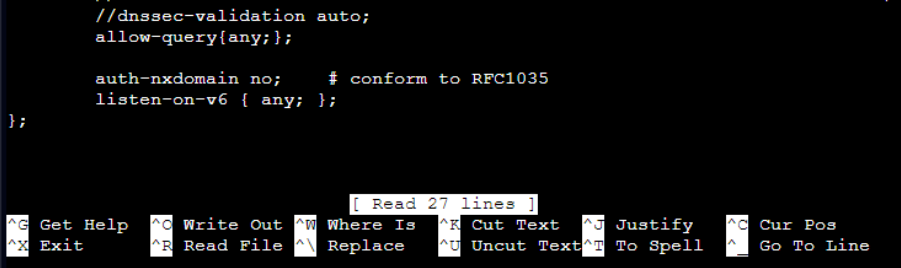 //dnssec-validation auto;
allow-query{any;};
auth-nxdomain no;    # conform to RFC1035
listen-on-v6 { any; };
};
[ Read 27 lines ]
^G Get Help  ^O Write Out  ^W Where Is  ^K Cut Text  ^J Justify  ^C Cur Pos
^X Exit  ^R Read File  ^\ Replace  ^U Uncut Text  ^T To Spell  ^_ Go To Line